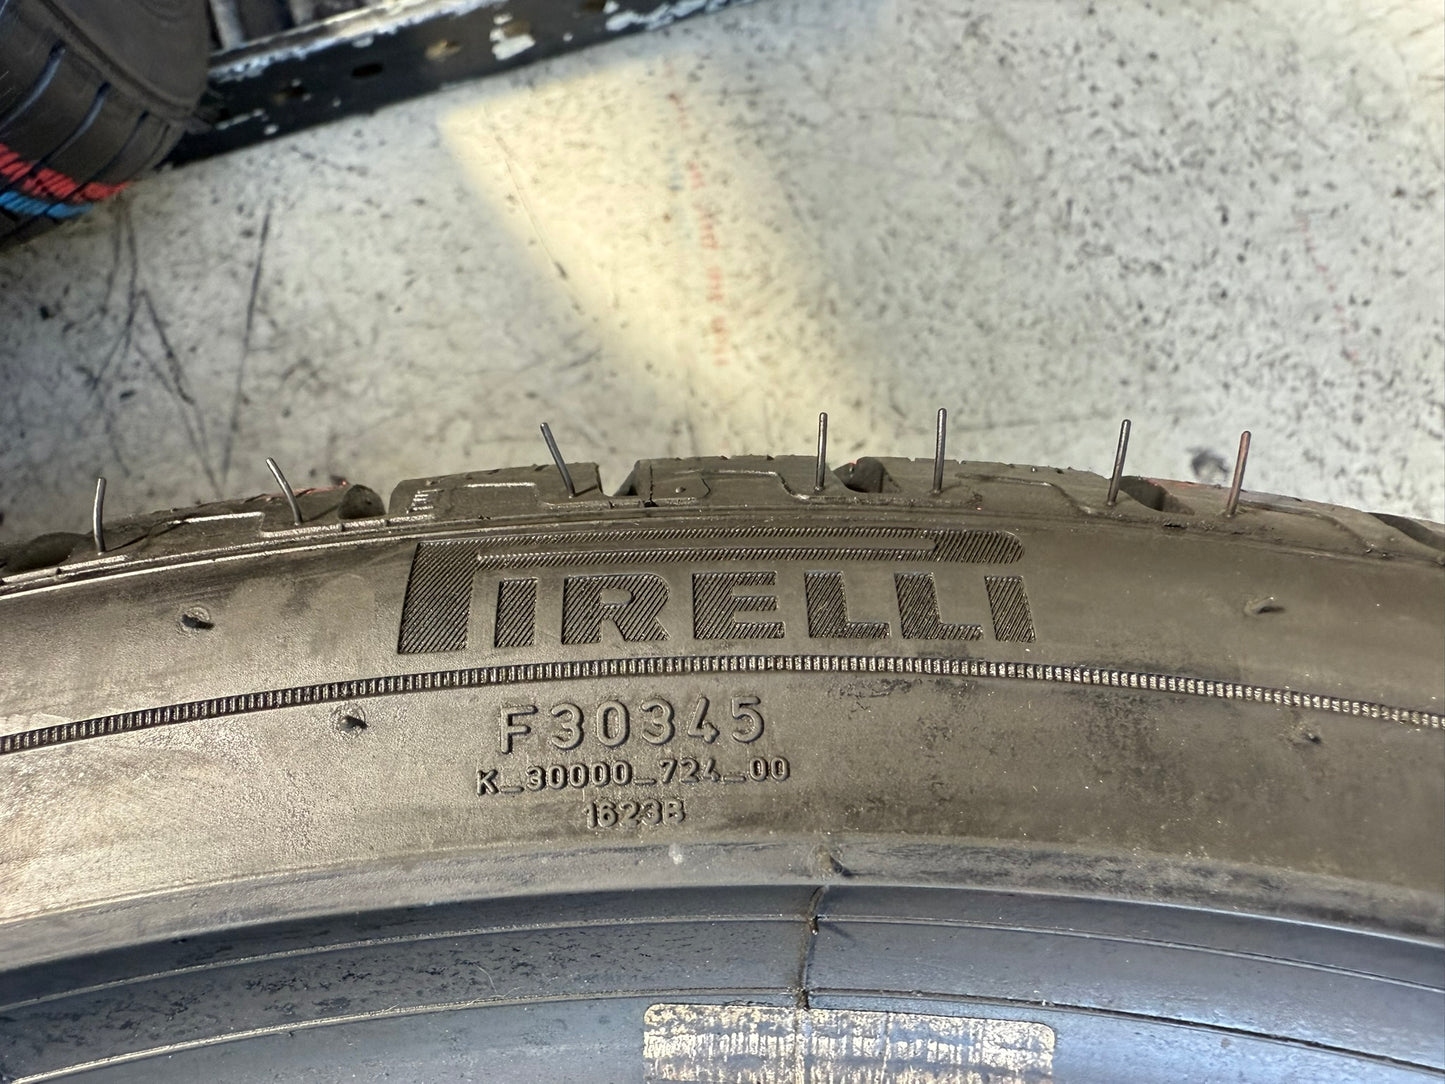 PIRELLI
F30345
K_30000_724_00
1623B